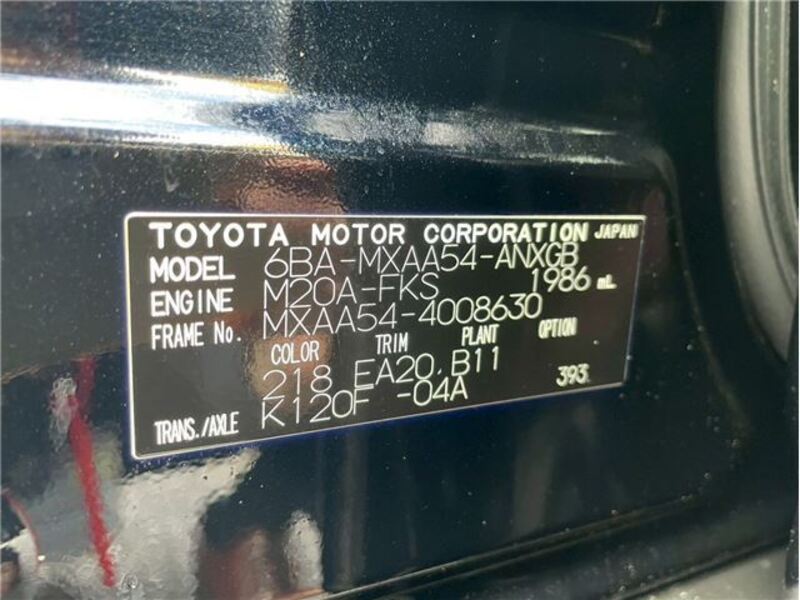 TOYOTA MOTOR CORPORATION JAPAN
MODEL 6BA-MXAA54-ANXGB
ENGINE M20A-FKS 1986 mL
FRAME No. MXAA54-4008630
COLOR TRIM PLANT OPTION
218 EA20 B11 393
TRANS./AXLE K120F -04A